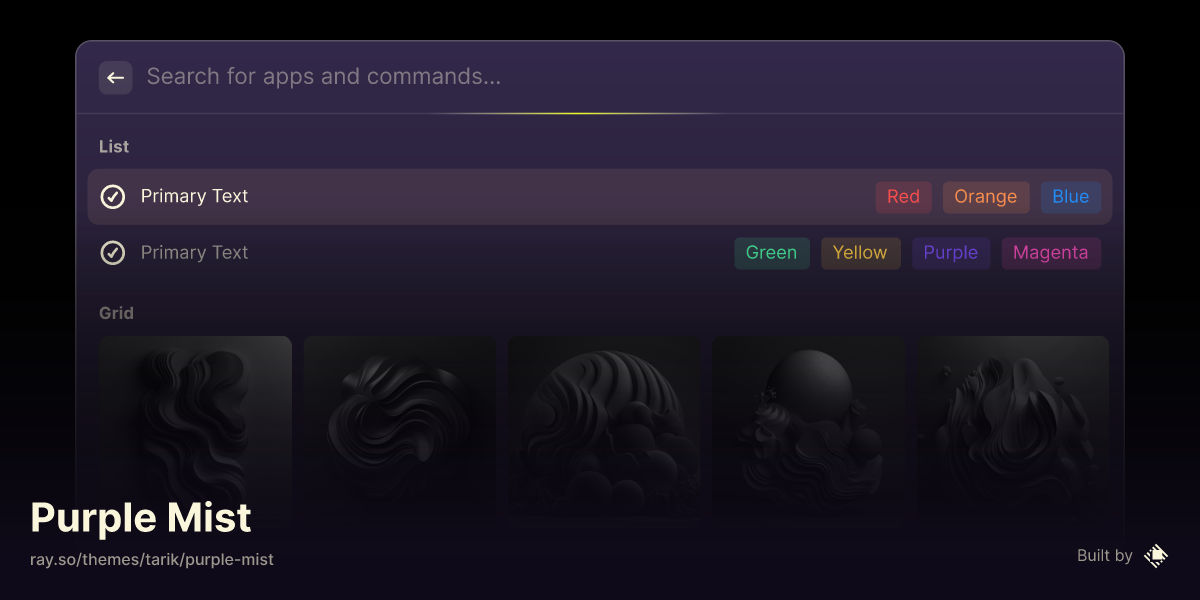 Search for apps and commands...
List
Primary Text Red Orange Blue
Primary Text Green Yellow Purple Magenta
Grid
Purple Mist
ray.so/themes/tarik/purple-mist
Built by